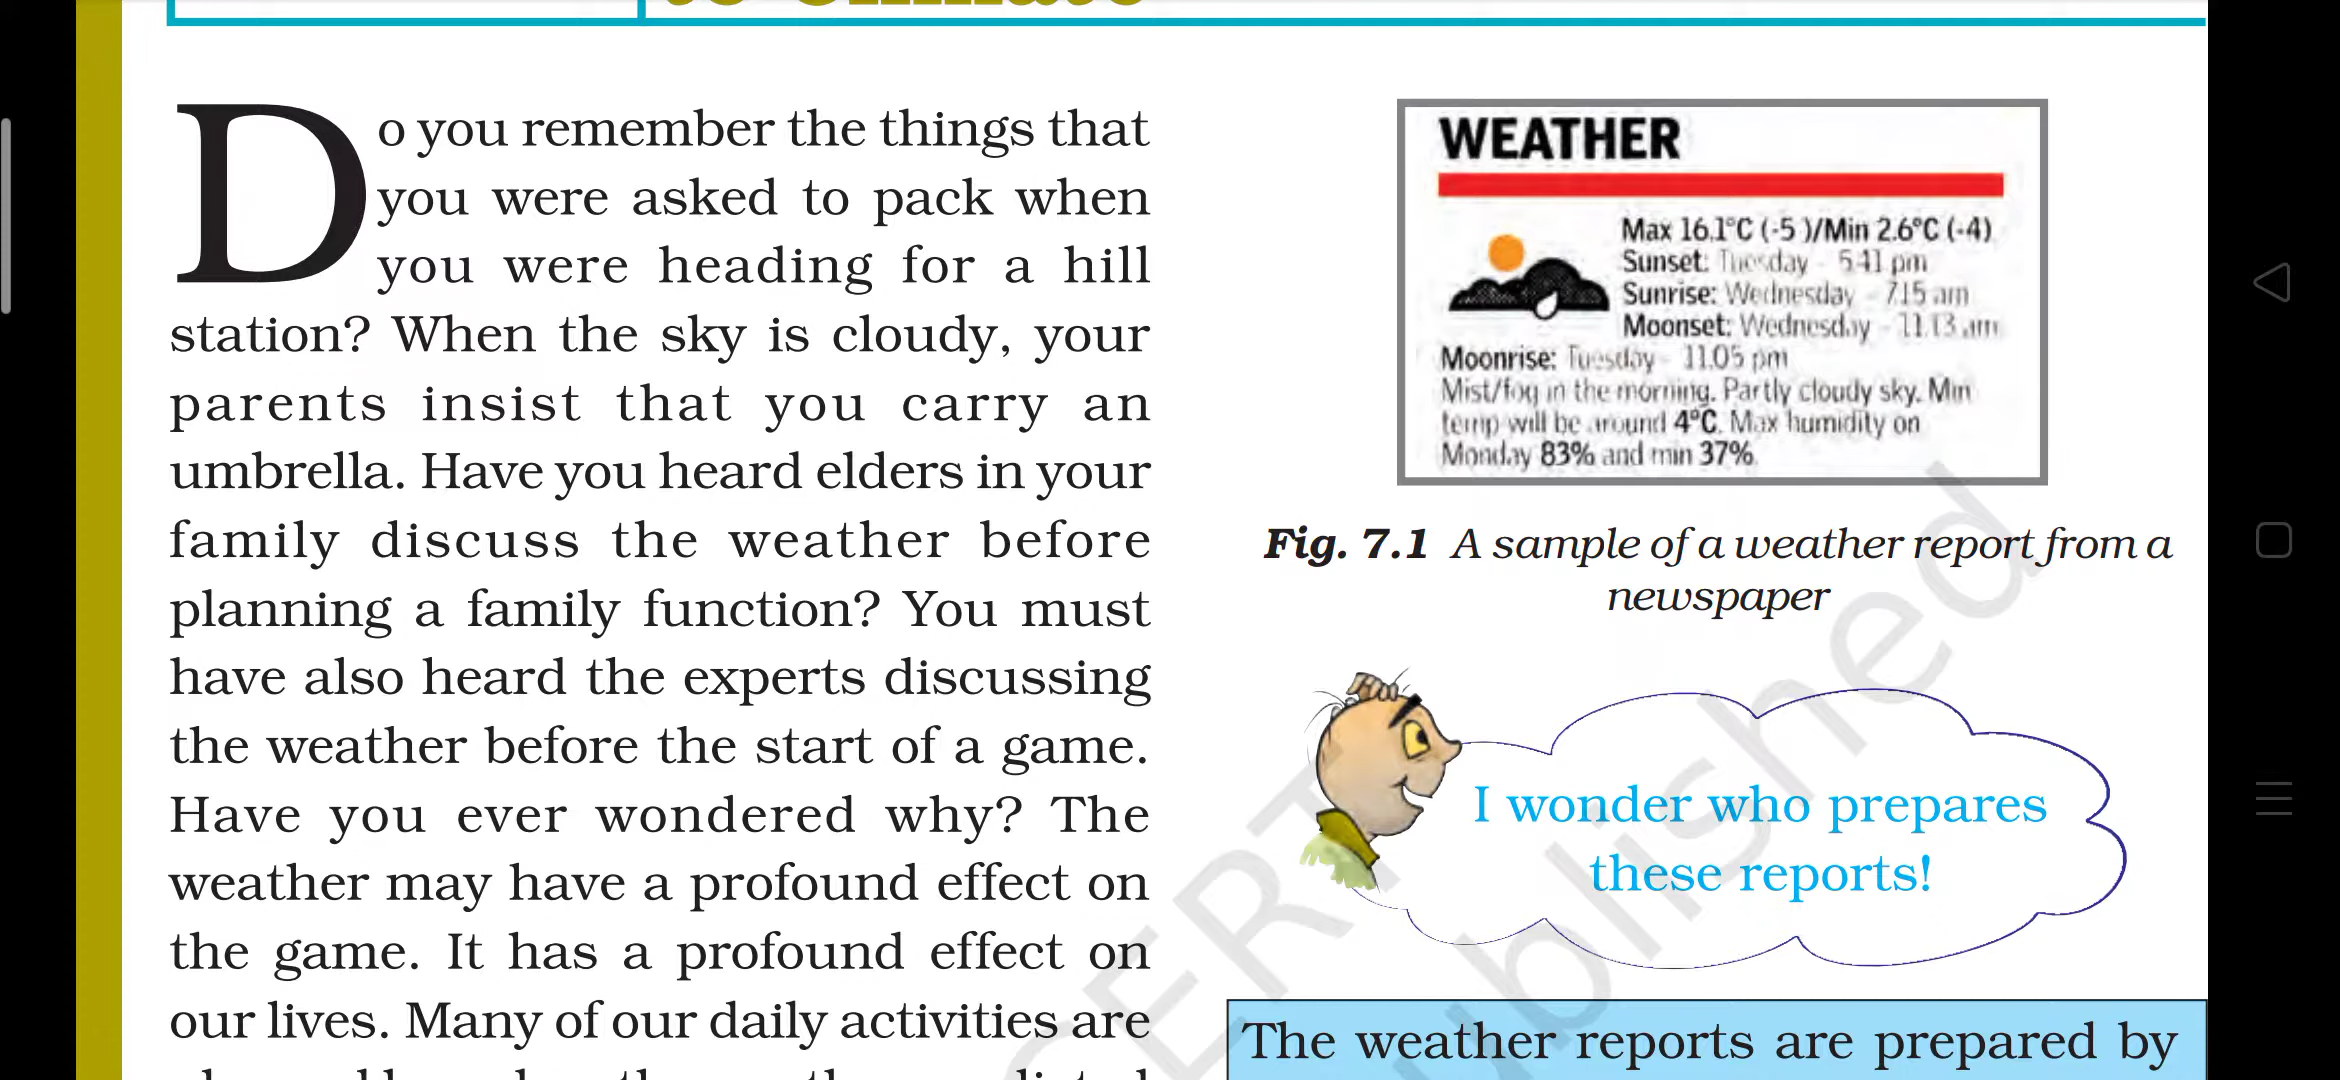 Do you remember the things that
you were asked to pack when
you were heading for a hill
station? When the sky is cloudy, your
parents insist that you carry an
umbrella. Have you heard elders in your
family discuss the weather before
planning a family function? You must
have also heard the experts discussing
the weather before the start of a game.
Have you ever wondered why? The
weather may have a profound effect on
the game. It has a profound effect on
our lives. Many of our daily activities are
WEATHER
Max 16.1°C (-5 )/Min 2.6°C (-4)
Sunset: Tuesday - 5.41 pm
Sunrise: Wednesday - 7.15 am
Moonset: Wednesday - 11.13 am
Moonrise: Tuesday - 11.05 pm
Mist/fog in the morning. Partly cloudy sky. Min
temp will be around 4°C. Max humidity on
Monday 83% and min 37%
Fig. 7.1 A sample of a weather report from a
newspaper
I wonder who prepares
these reports!
The weather reports are prepared by